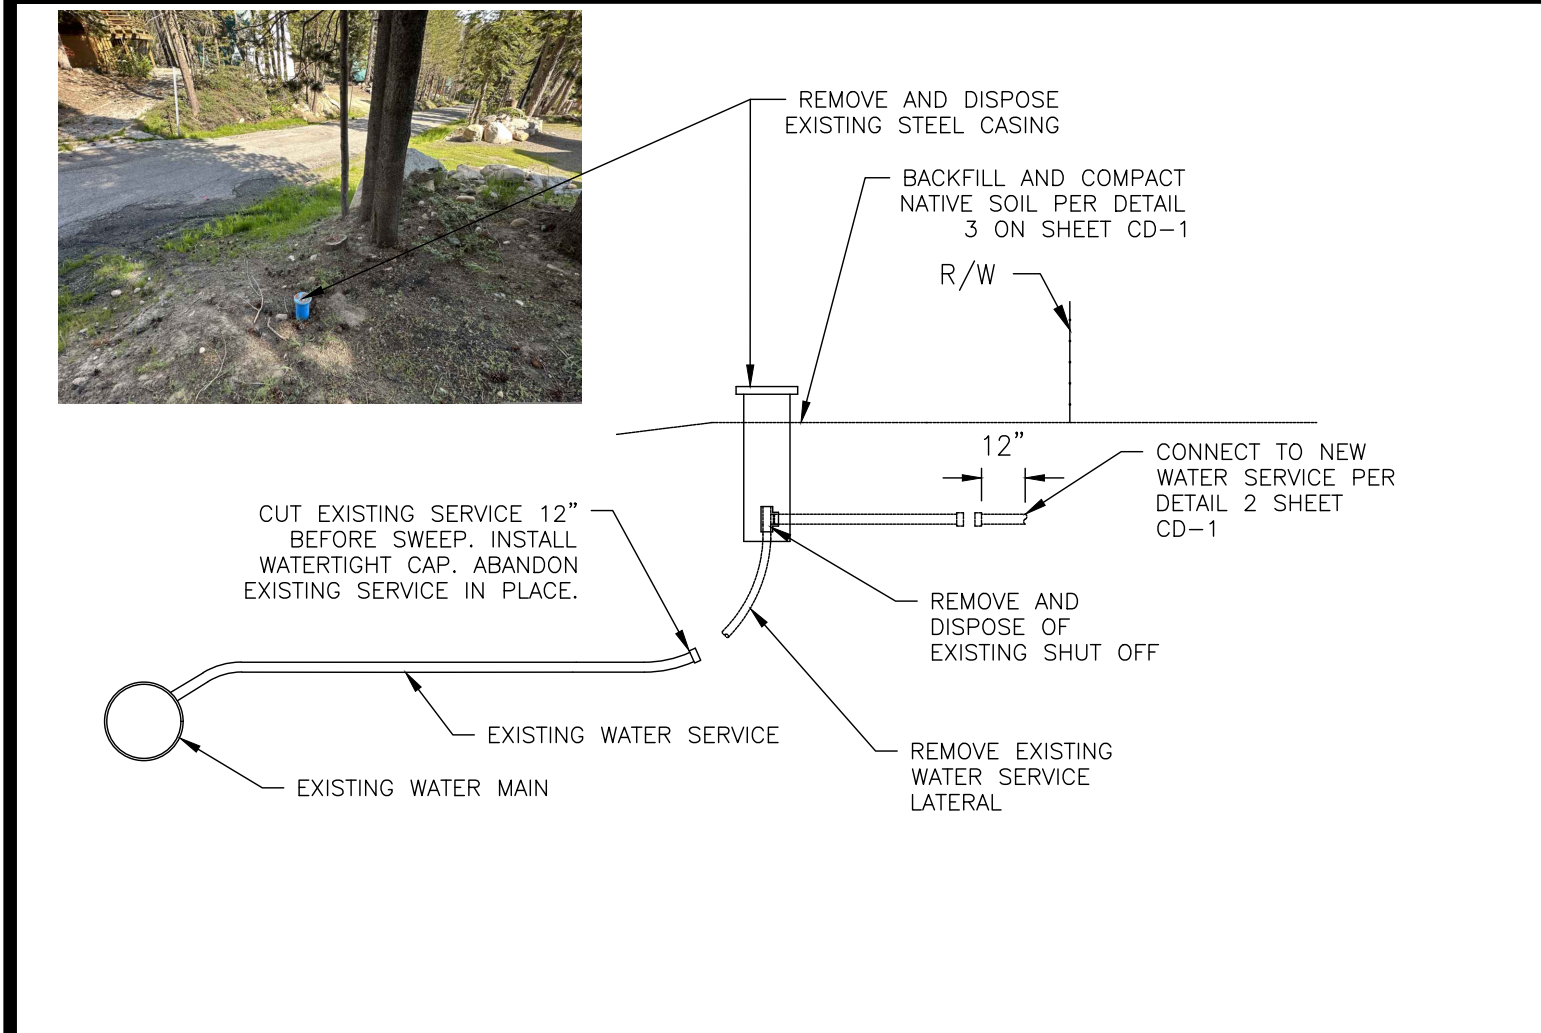 REMOVE AND DISPOSE
EXISTING STEEL CASING
BACKFILL AND COMPACT
NATIVE SOIL PER DETAIL
3 ON SHEET CD-1
R/W
12"
CONNECT TO NEW
WATER SERVICE PER
DETAIL 2 SHEET
CD-1
CUT EXISTING SERVICE 12"
BEFORE SWEEP. INSTALL
WATERTIGHT CAP. ABANDON
EXISTING SERVICE IN PLACE.
REMOVE AND
DISPOSE OF
EXISTING SHUT OFF
EXISTING WATER SERVICE
EXISTING WATER MAIN
REMOVE EXISTING
WATER SERVICE
LATERAL